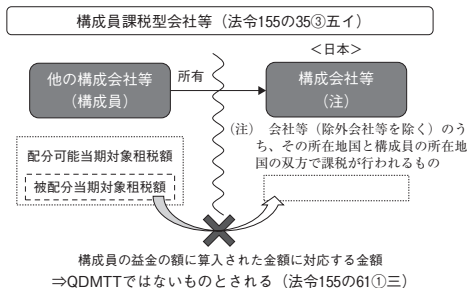 構成員課税型会社等（法令155の35③五イ）
＜日本＞
他の構成会社等
（構成員）
所有
構成会社等
（注）
（注） 会社等（除外会社等を除く）のう
ち、その所在地国と構成員の所在地
国の双方で課税が行われるもの
配分可能当期対象租税額
被配分当期対象租税額
構成員の益金の額に算入された金額に対応する金額
⇒QDMTTではないものとされる（法令155の61①三）